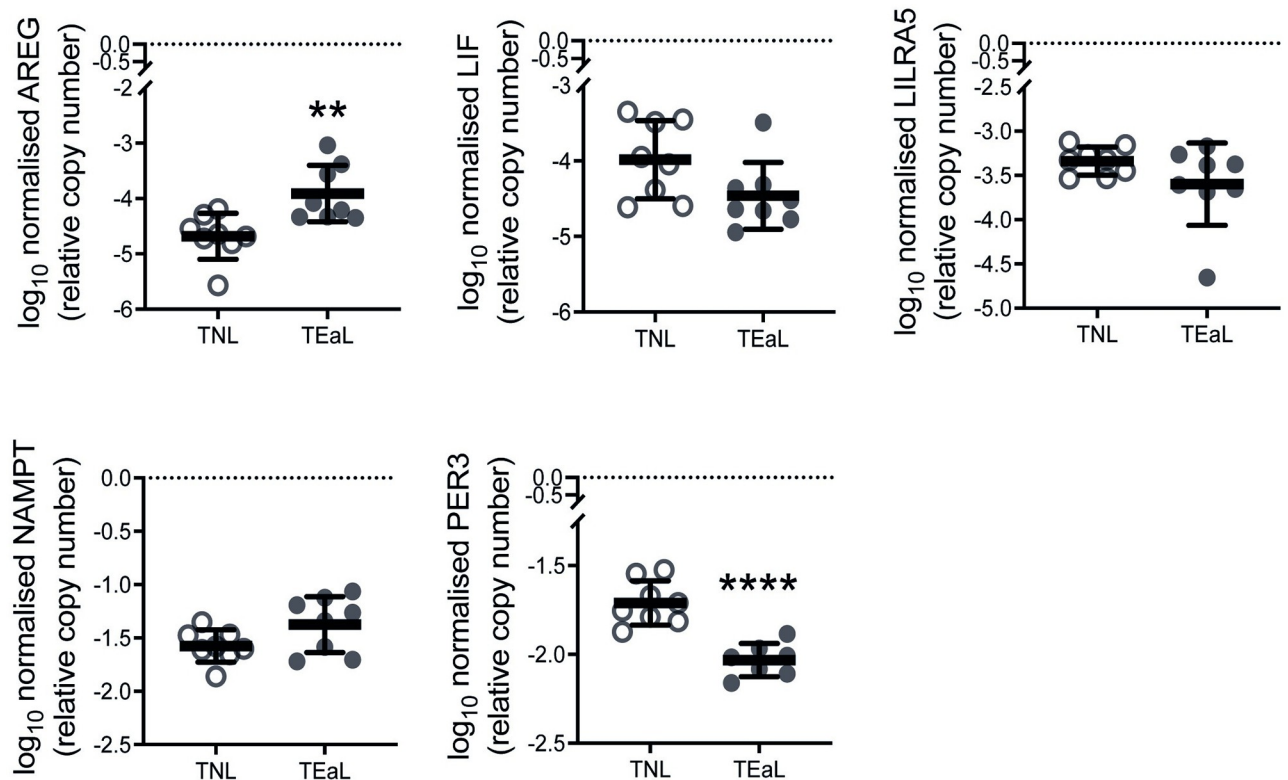 log10 normalised AREG
(relative copy number)
0.0
-0.5
-2
-3
-4
-5
-6
**
TNL TEaL
log10 normalised LIF
(relative copy number)
0.0
-0.5
-3
-4
-5
-6
TNL TEaL
log10 normalised LILRA5
(relative copy number)
0.0
-0.5
-2.5
-3.0
-3.5
-4.0
-4.5
-5.0
TNL TEaL
log10 normalised NAMPT
(relative copy number)
0.0
-0.5
-1.0
-1.5
-2.0
-2.5
TNL TEaL
log10 normalised PER3
(relative copy number)
0.0
-0.5
-1.5
-2.0
-2.5
****
TNL TEaL